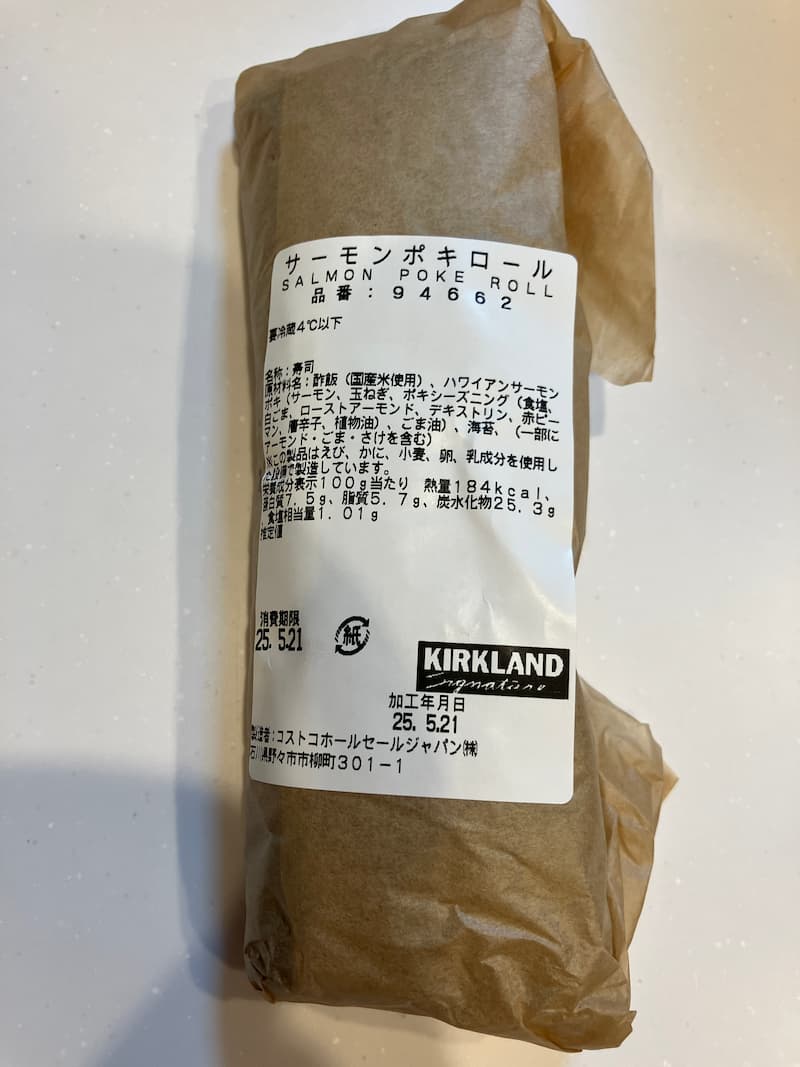 サーモンポキロール
SALMON POKE ROLL
品番：94662
要冷蔵4℃以下
名称：寿司
原材料名：酢飯（国産米使用）、ハワイアンサーモン
ポキ（サーモン、玉ねぎ、ポキシーズニング（食塩、
白ごま、ローストアーモンド、デキストリン、赤ピー
マン、唐辛子、植物油）、ごま油）、海苔、（一部に
アーモンド・ごま・さけを含む）
※この製品はえび、かに、小麦、卵、乳成分を使用し
た設備で製造しています。
栄養成分表示100g当たり 熱量184kcal、
蛋白質7.5g、脂質5.7g、炭水化物25.3g
、食塩相当量1.01g
推定値
消費期限
25.5.21
紙
KIRKLAND
Signature
加工年月日
25.5.21
製造者：コストコホールセールジャパン㈱
石川県野々市市柳町301-1